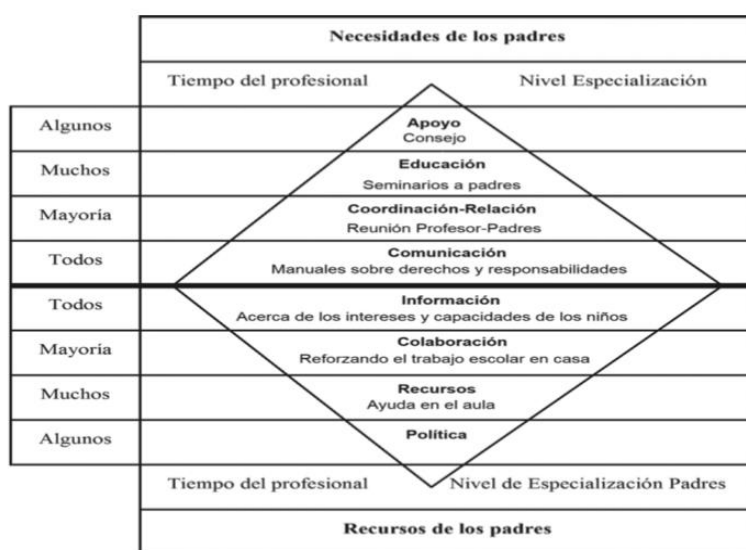 Necesidades de los padres
Tiempo del profesional Nivel Especialización
Algunos Apoyo
Consejo
Muchos Educación
Seminarios a padres
Mayoría Coordinación-Relación
Reunión Profesor-Padres
Todos Comunicación
Manuales sobre derechos y responsabilidades
Todos Información
Acerca de los intereses y capacidades de los niños
Mayoría Colaboración
Reforzando el trabajo escolar en casa
Muchos Recursos
Ayuda en el aula
Algunos Política
Tiempo del profesional Nivel de Especialización Padres
Recursos de los padres